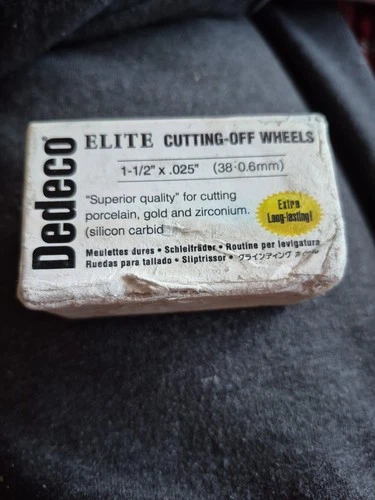 Dedeco
ELITE CUTTING-OFF WHEELS
1-1/2" x .025" (38·0.6mm)
"Superior quality" for cutting
porcelain, gold and zirconium.
(silicon carbid
Extra
Long-lasting!
Meulettes dures • Schleifräder • Routine per levigatura
Ruedas para tallado • Sliptrissor • グラインディング